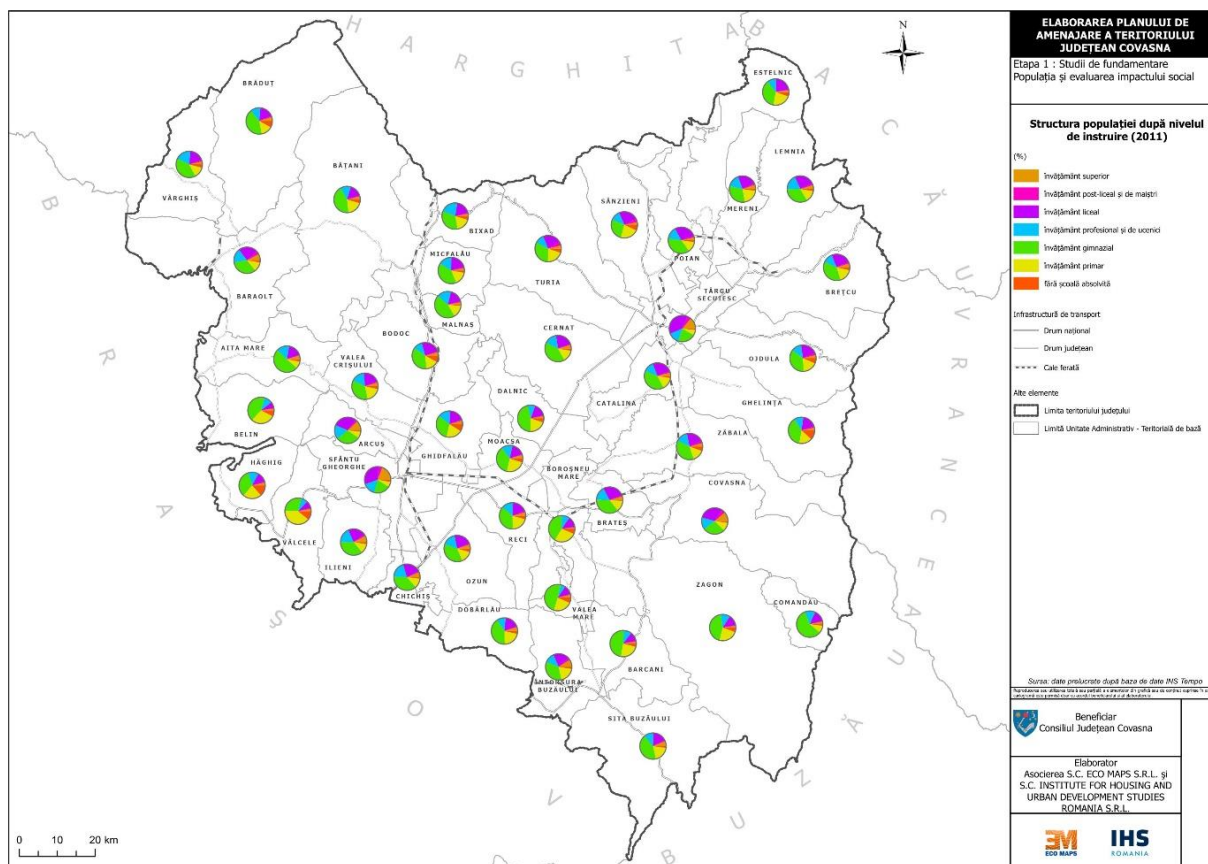 HARGHITA
BACĂU
VRANCEA
BUZĂU
BRAȘOV
N
BRĂDUȚ
ESTELNIC
LEMNIA
BĂȚANI
VÂRGHIȘ
MERENI
SÂNZIENI
BIXAD
POIAN
MICFALĂU
TURIA
BARAOLT
TÂRGU
SECUIESC
BREȚCU
MALNAȘ
CERNAT
BODOC
AITA MARE
VALEA
CRIȘULUI
OJDULA
DALNIC
CATALINA
GHELINȚA
BELIN
ARCUȘ
ZĂBALA
MOACȘA
GHIDFALĂU
SFÂNTU
GHEORGHE
HĂGHIG
BOROȘNEU
MARE
COVASNA
BRATEȘ
VÂLCELE
RECI
ILIENI
OZUN
ZAGON
CHICHIȘ
COMANDĂU
DOBÂRLĂU
VALEA
MARE
BARCANI
ÎNTORSURA
BUZĂULUI
SITA BUZĂULUI
0 10 20 km
ELABORAREA PLANULUI DE
AMENAJARE A TERITORIULUI
JUDEȚEAN COVASNA
Etapa 1 : Studii de fundamentare
Populația și evaluarea impactului social
Structura populației după nivelul
de instruire (2011)
(%)
învățământ superior
învățământ post-liceal și de maiștri
învățământ liceal
învățământ profesional și de ucenici
învățământ gimnazial
învățământ primar
fără școală absolvită
Infrastructură de transport
Drum național
Drum județean
Cale ferată
Alte elemente
Limita teritoriului județului
Limită Unitate Administrativ - Teritorială de bază
Sursa: date prelucrate după baza de date INS Tempo
Beneficiar
Consiliul Județean Covasna
Elaborator
Asocierea S.C. ECO MAPS S.R.L. și
S.C. INSTITUTE FOR HOUSING AND
URBAN DEVELOPMENT STUDIES
ROMANIA S.R.L.
ECO MAPS
IHS
ROMANIA